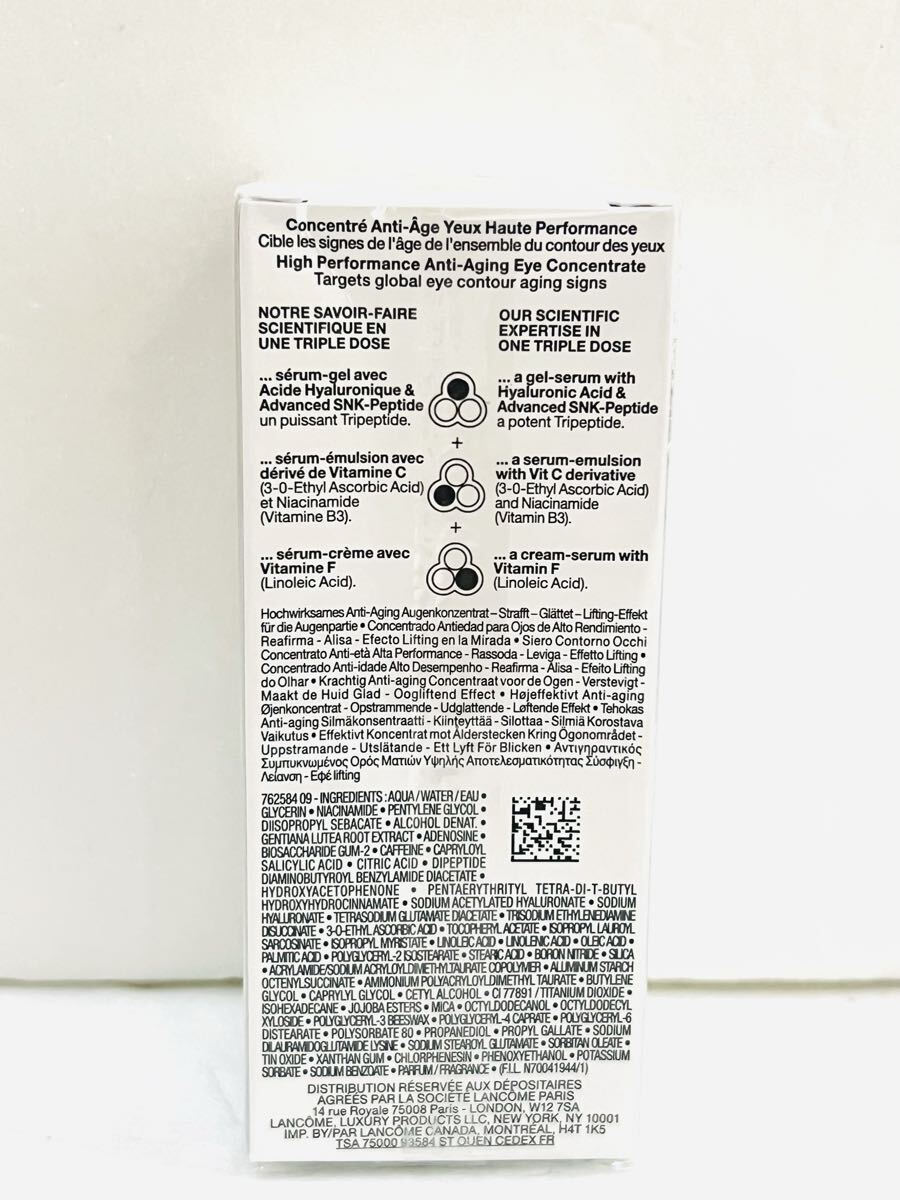 Concentré Anti-Âge Yeux Haute Performance
Cible les signes de l'âge de l'ensemble du contour des yeux
High Performance Anti-Aging Eye Concentrate
Targets global eye contour aging signs
NOTRE SAVOIR-FAIRE
SCIENTIFIQUE EN
UNE TRIPLE DOSE
OUR SCIENTIFIC
EXPERTISE IN
ONE TRIPLE DOSE
... sérum-gel avec
Acide Hyaluronique &
Advanced SNK-Peptide
un puissant Tripeptide.
... a gel-serum with
Hyaluronic Acid &
Advanced SNK-Peptide
a potent Tripeptide.
+
... sérum-émulsion avec
dérivé de Vitamine C
(3-0-Ethyl Ascorbic Acid)
et Niacinamide
(Vitamine B3).
... a serum-emulsion
with Vit C derivative
(3-0-Ethyl Ascorbic Acid)
and Niacinamide
(Vitamin B3).
+
... sérum-crème avec
Vitamine F
(Linoleic Acid).
... a cream-serum with
Vitamin F
(Linoleic Acid).
Hochwirksames Anti-Aging Augenkonzentrat – Strafft – Glättet – Lifting-Effekt
für die Augenpartie • Concentrado Antiedad para Ojos de Alto Rendimiento -
Reafirma - Alisa - Efecto Lifting en la Mirada • Siero Contorno Occhi
Concentrato Anti-età Alta Performance - Rassoda - Leviga - Effetto Lifting •
Concentrado Anti-idade Alto Desempenho - Reafirma - Alisa - Efeito Lifting
do Olhar • Krachtig Anti-aging Concentraat voor de Ogen - Verstevigt -
Maakt de Huid Glad - Oogliftend Effect • Højeffektivt Anti-aging
Øjenkoncentrat - Opstrammende - Udglattende - Løftende Effekt • Tehokas
Anti-aging Silmäkonsentraatti - Kiinteyttää - Silottaa - Silmiä Korostava
Vaikutus • Effektivt Koncentrat mot Ålderstecken Kring Ögonområdet -
Uppstramande - Utslätande - Ett Lyft För Blicken • Αντιγηραντικός
Συμπυκνωμένος Ορός Ματιών Υψηλής Αποτελεσματικότητας Σύσφιγξη -
Λείανση - Εφέ lifting
762584 09 - INGREDIENTS : AQUA / WATER / EAU •
GLYCERIN • NIACINAMIDE • PENTYLENE GLYCOL •
DIISOPROPYL SEBACATE • ALCOHOL DENAT. •
GENTIANA LUTEA ROOT EXTRACT • ADENOSINE •
BIOSACCHARIDE GUM-2 • CAFFEINE • CAPRYLOYL
SALICYLIC ACID • CITRIC ACID • DIPEPTIDE
DIAMINOBUTYROYL BENZYLAMIDE DIACETATE •
HYDROXYACETOPHENONE • PENTAERYTHRITYL TETRA-DI-T-BUTYL
HYDROXYHYDROCINNAMATE • SODIUM ACETYLATED HYALURONATE • SODIUM
HYALURONATE • TETRASODIUM GLUTAMATE DIACETATE • TRISODIUM ETHYLENEDIAMINE
DISUCCINATE • 3-O-ETHYL ASCORBIC ACID • TOCOPHERYL ACETATE • ISOPROPYL LAUROYL
SARCOSINATE • ISOPROPYL MYRISTATE • LINOLEIC ACID • LINOLENIC ACID • OLEIC ACID •
PALMITIC ACID • POLYGLYCERYL-2 ISOSTEARATE • STEARIC ACID • BORON NITRIDE • SILICA
• ACRYLAMIDE/SODIUM ACRYLOYLDIMETHYLTAURATE COPOLYMER • ALUMINUM STARCH
OCTENYLSUCCINATE • AMMONIUM POLYACRYLOYLDIMETHYL TAURATE • BUTYLENE
GLYCOL • CAPRYLYL GLYCOL • CETYL ALCOHOL • CI 77891 / TITANIUM DIOXIDE •
ISOHEXADECANE • JOJOBA ESTERS • MICA • OCTYLDODECANOL • OCTYLDODECYL
XYLOSIDE • POLYGLYCERYL-3 BEESWAX • POLYGLYCERYL-4 CAPRATE • POLYGLYCERYL-6
DISTEARATE • POLYSORBATE 80 • PROPANEDIOL • PROPYL GALLATE • SODIUM
DILAURAMIDOGLUTAMIDE LYSINE • SODIUM STEAROYL GLUTAMATE • SORBITAN OLEATE •
TIN OXIDE • XANTHAN GUM • CHLORPHENESIN • PHENOXYETHANOL • POTASSIUM
SORBATE • SODIUM BENZOATE • PARFUM / FRAGRANCE • (F.I.L. N70041944/1)
DISTRIBUTION RÉSERVÉE AUX DÉPOSITAIRES
AGRÉÉS PAR LA SOCIÉTÉ LANCÔME PARIS
14 rue Royale 75008 Paris - LONDON, W12 7SA
LANCÔME, LUXURY PRODUCTS LLC, NEW YORK, NY 10001
IMP. BY/PAR LANCÔME CANADA, MONTRÉAL, H4T 1K5
TSA 75000 93584 ST OUEN CEDEX FR